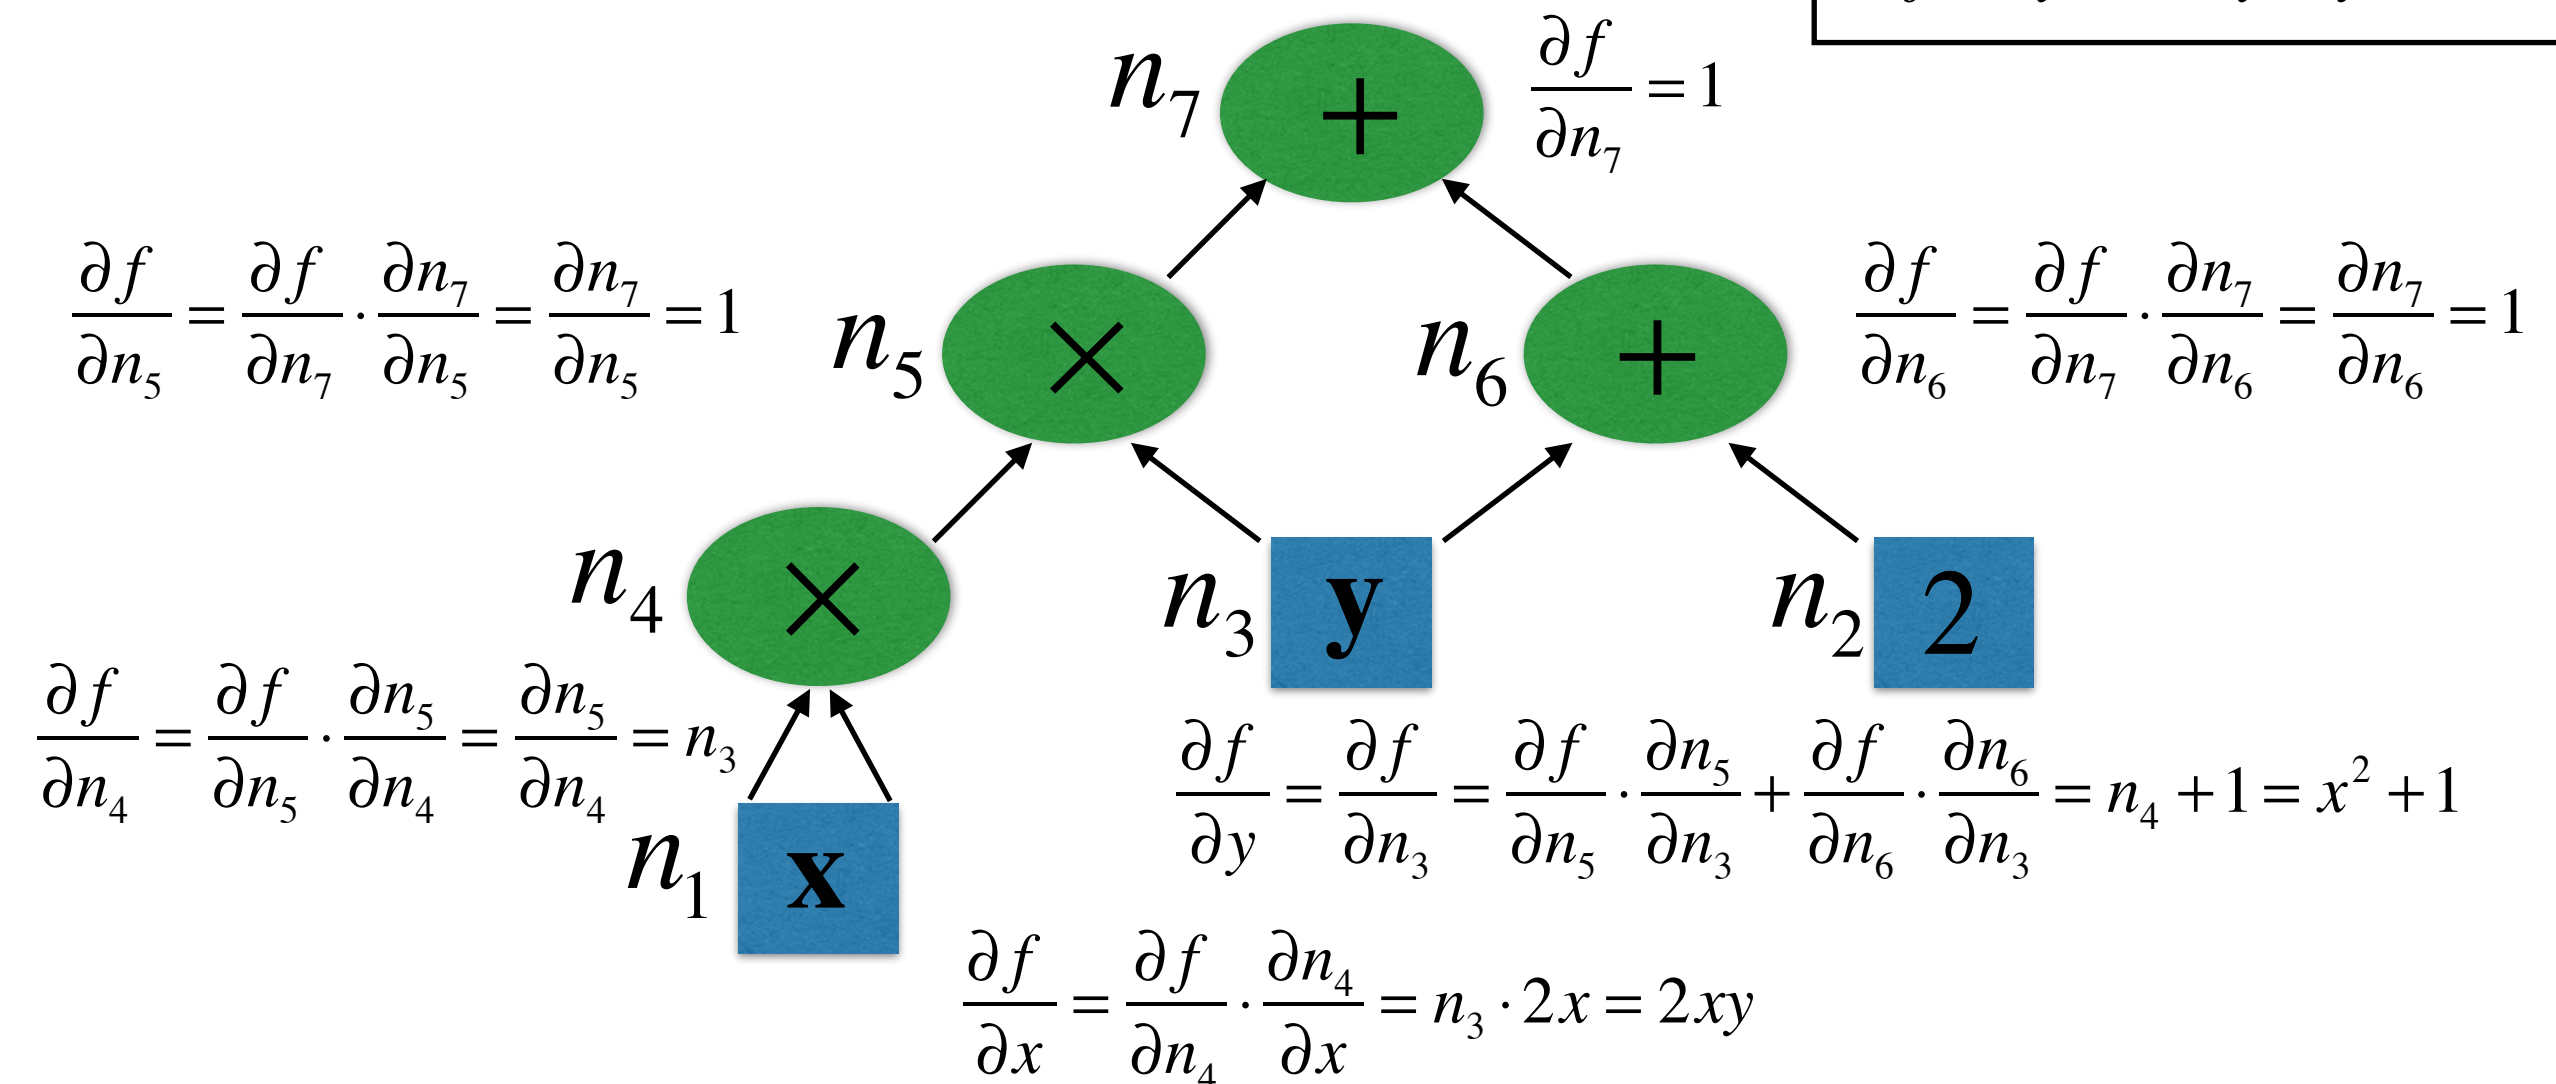 n₇ + ∂f/∂n₇ = 1
∂f/∂n₅ = ∂f/∂n₇ · ∂n₇/∂n₅ = ∂n₇/∂n₅ = 1
n₅ ×
n₆ +
∂f/∂n₆ = ∂f/∂n₇ · ∂n₇/∂n₆ = ∂n₇/∂n₆ = 1
n₄ ×
n₃ y
n₂ 2
∂f/∂n₄ = ∂f/∂n₅ · ∂n₅/∂n₄ = ∂n₅/∂n₄ = n₃
∂f/∂y = ∂f/∂n₃ = ∂f/∂n₅ · ∂n₅/∂n₃ + ∂f/∂n₆ · ∂n₆/∂n₃ = n₄ + 1 = x² + 1
n₁ x
∂f/∂x = ∂f/∂n₄ · ∂n₄/∂x = n₃ · 2x = 2xy